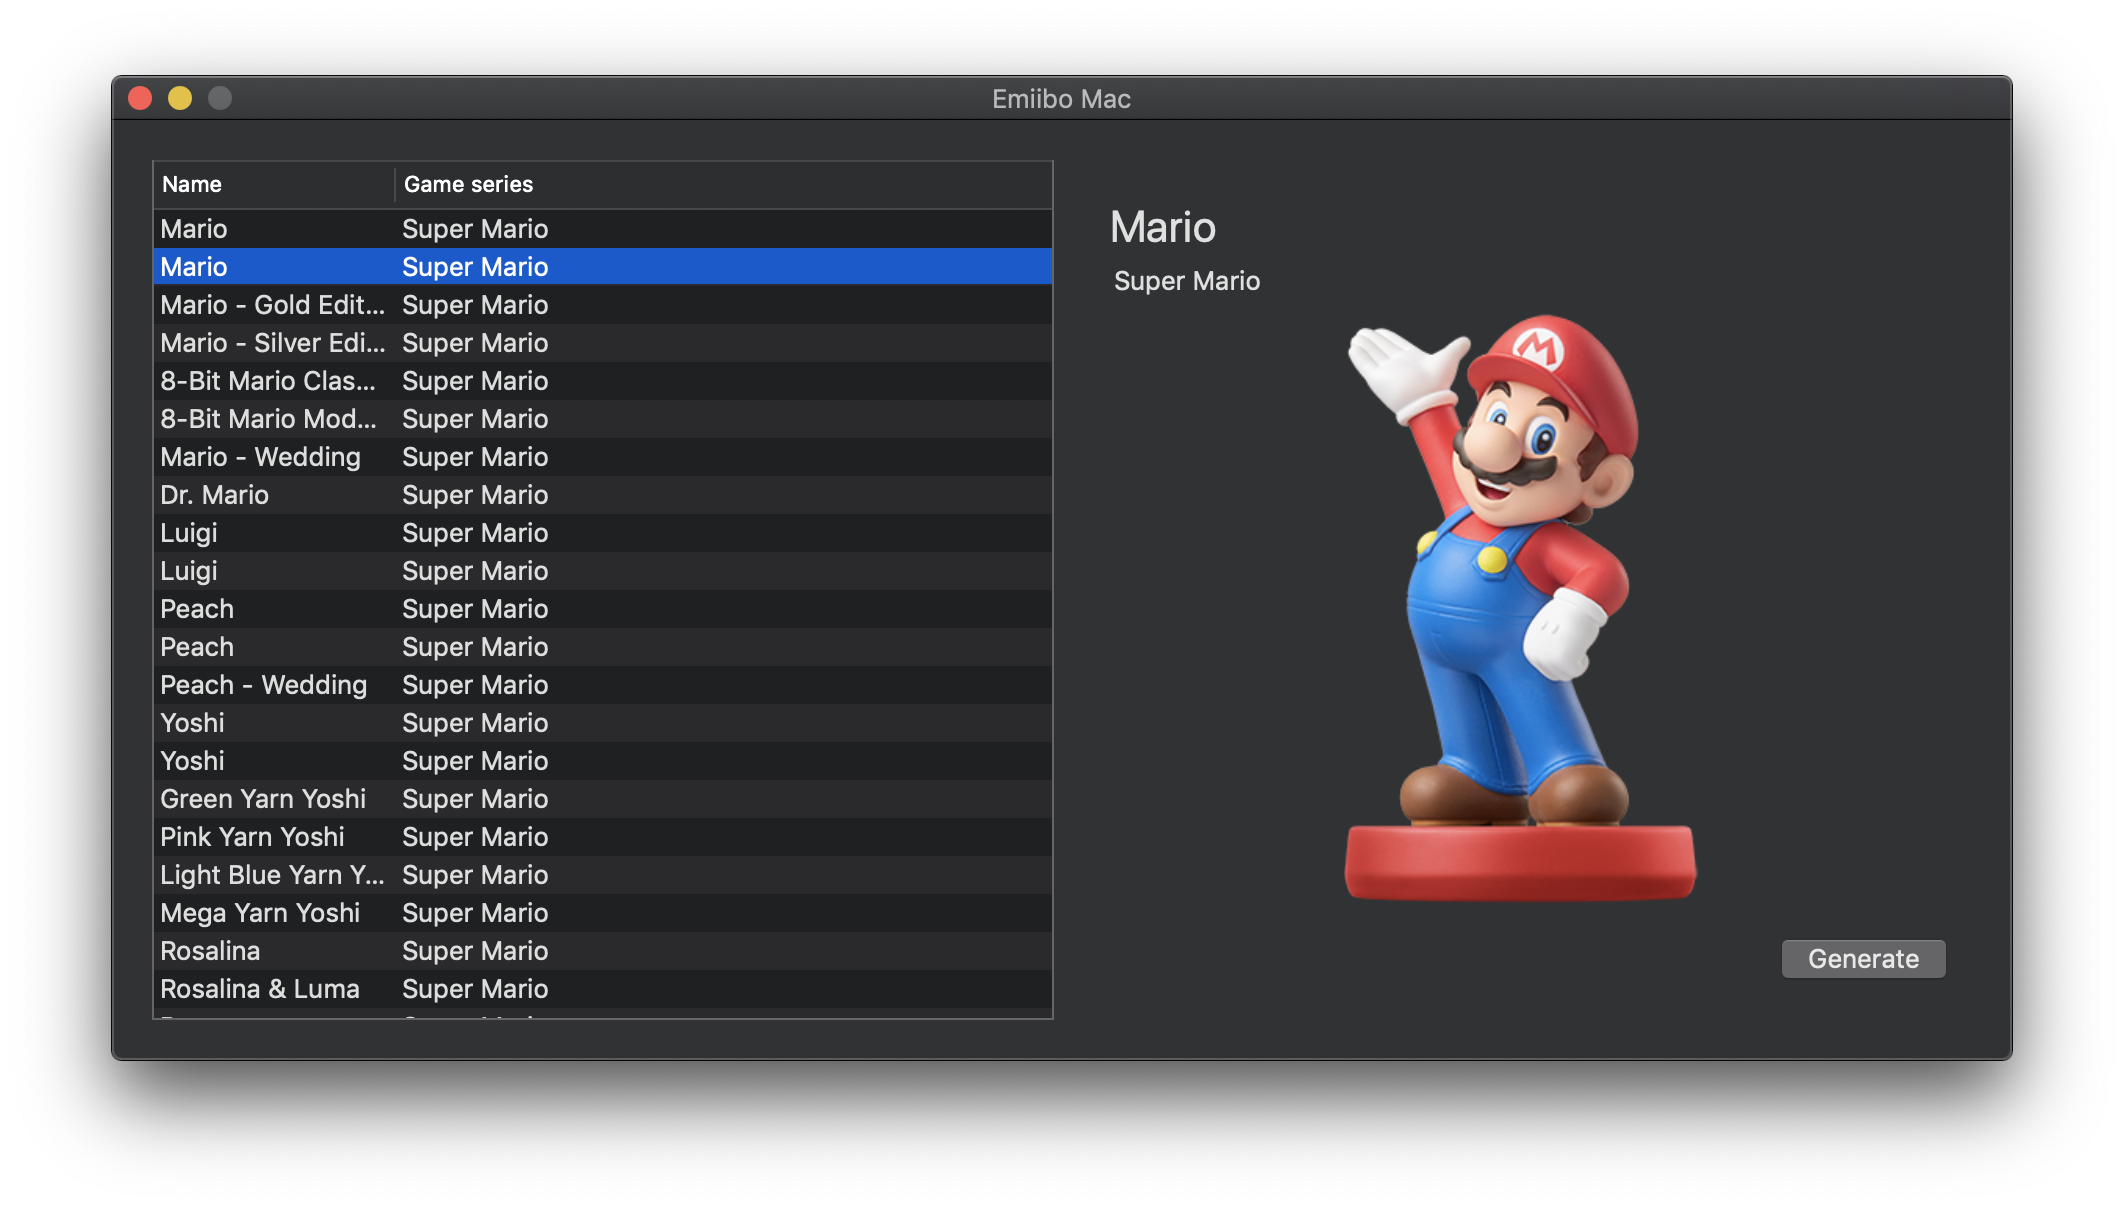 Emiibo Mac
Name Game series
Mario Super Mario
Mario Super Mario
Mario - Gold Edit... Super Mario
Mario - Silver Edi... Super Mario
8-Bit Mario Clas... Super Mario
8-Bit Mario Mod... Super Mario
Mario - Wedding Super Mario
Dr. Mario Super Mario
Luigi Super Mario
Luigi Super Mario
Peach Super Mario
Peach Super Mario
Peach - Wedding Super Mario
Yoshi Super Mario
Yoshi Super Mario
Green Yarn Yoshi Super Mario
Pink Yarn Yoshi Super Mario
Light Blue Yarn Y... Super Mario
Mega Yarn Yoshi Super Mario
Rosalina Super Mario
Rosalina & Luma Super Mario
Mario
Super Mario
M
Generate